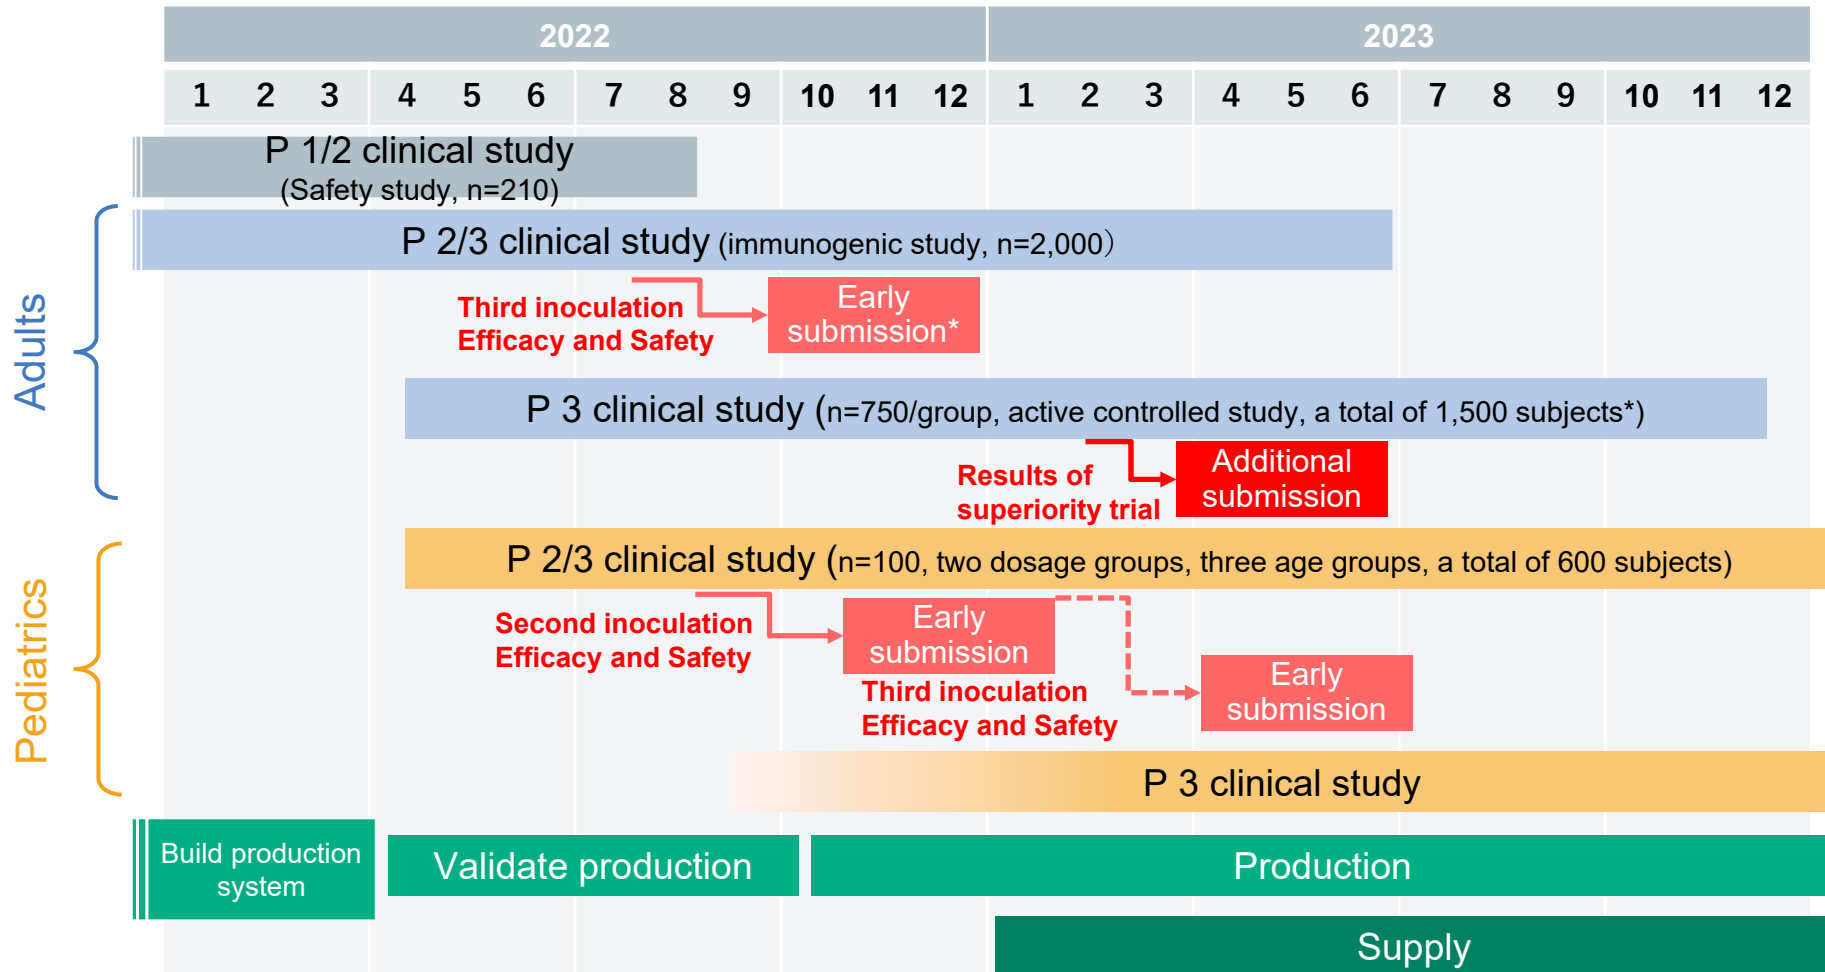 2022
2023
1 2 3 4 5 6 7 8 9 10 11 12 1 2 3 4 5 6 7 8 9 10 11 12
P 1/2 clinical study
(Safety study, n=210)
Adults
P 2/3 clinical study (immunogenic study, n=2,000）
Third inoculation
Efficacy and Safety
Early
submission*
P 3 clinical study (n=750/group, active controlled study, a total of 1,500 subjects*)
Results of
superiority trial
Additional
submission
Pediatrics
P 2/3 clinical study (n=100, two dosage groups, three age groups, a total of 600 subjects)
Second inoculation
Efficacy and Safety
Early
submission
Third inoculation
Efficacy and Safety
Early
submission
P 3 clinical study
Build production
system
Validate production
Production
Supply